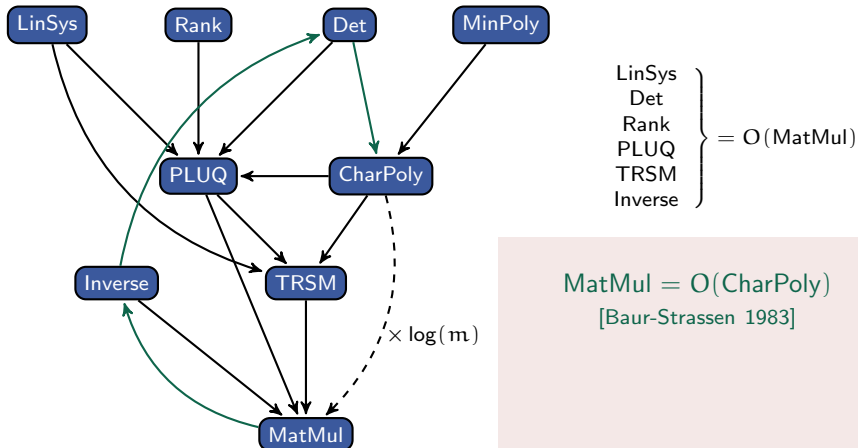 LinSys
Rank
Det
MinPoly
PLUQ
CharPoly
Inverse
TRSM
× log(m)
MatMul
LinSys
Det
Rank
PLUQ
TRSM
Inverse
= O(MatMul)
MatMul = O(CharPoly)
[Baur-Strassen 1983]